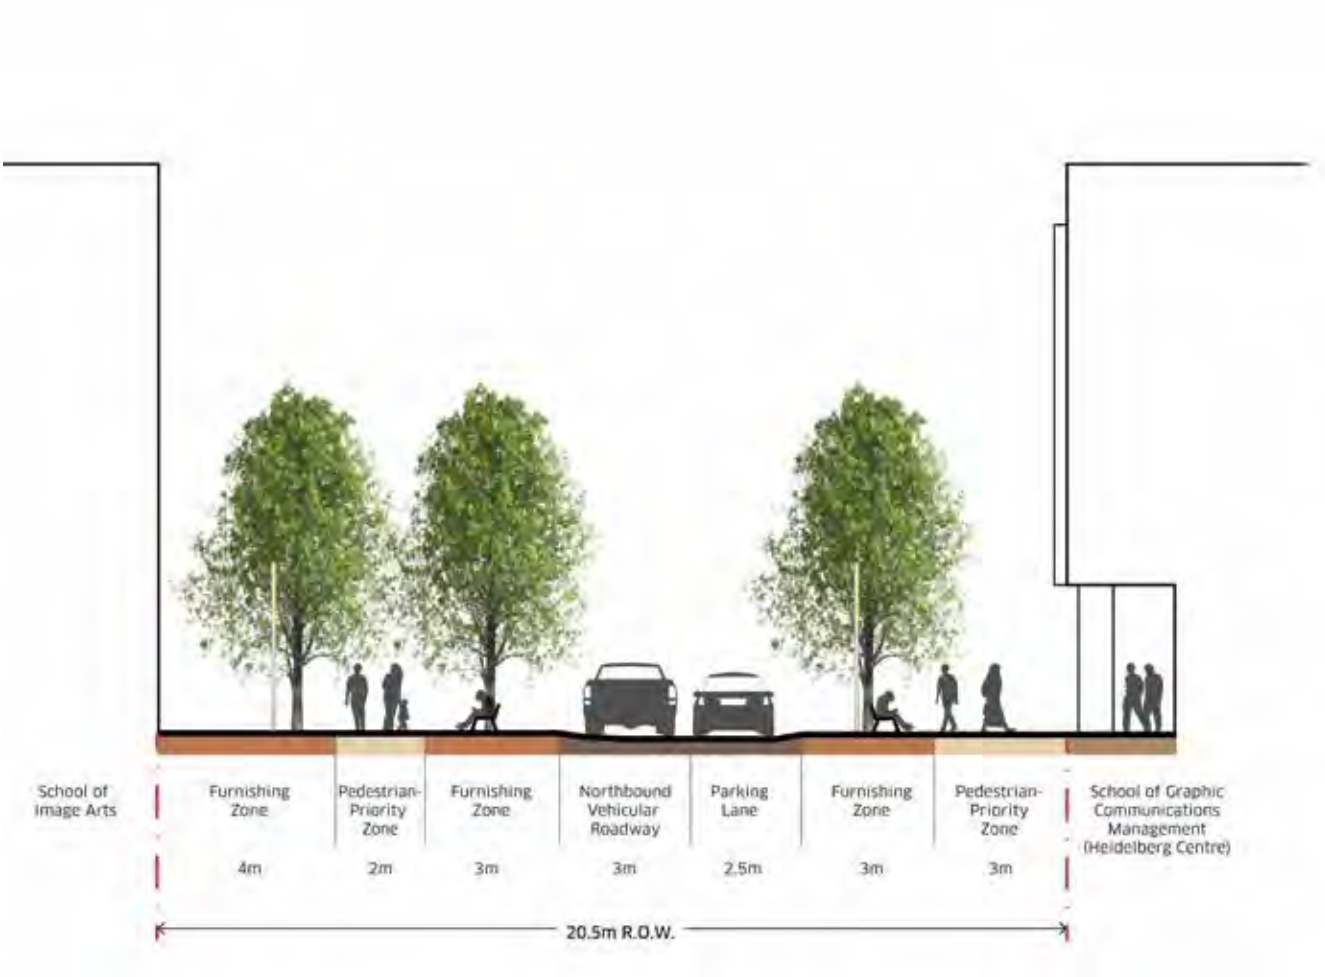 School of
Image Arts
Furnishing
Zone
4m
Pedestrian-
Priority
Zone
2m
Furnishing
Zone
3m
Northbound
Vehicular
Roadway
3m
Parking
Lane
2.5m
Furnishing
Zone
3m
Pedestrian-
Priority
Zone
3m
School of Graphic
Communications
Management
(Heidelberg Centre)
20.5m R.O.W.